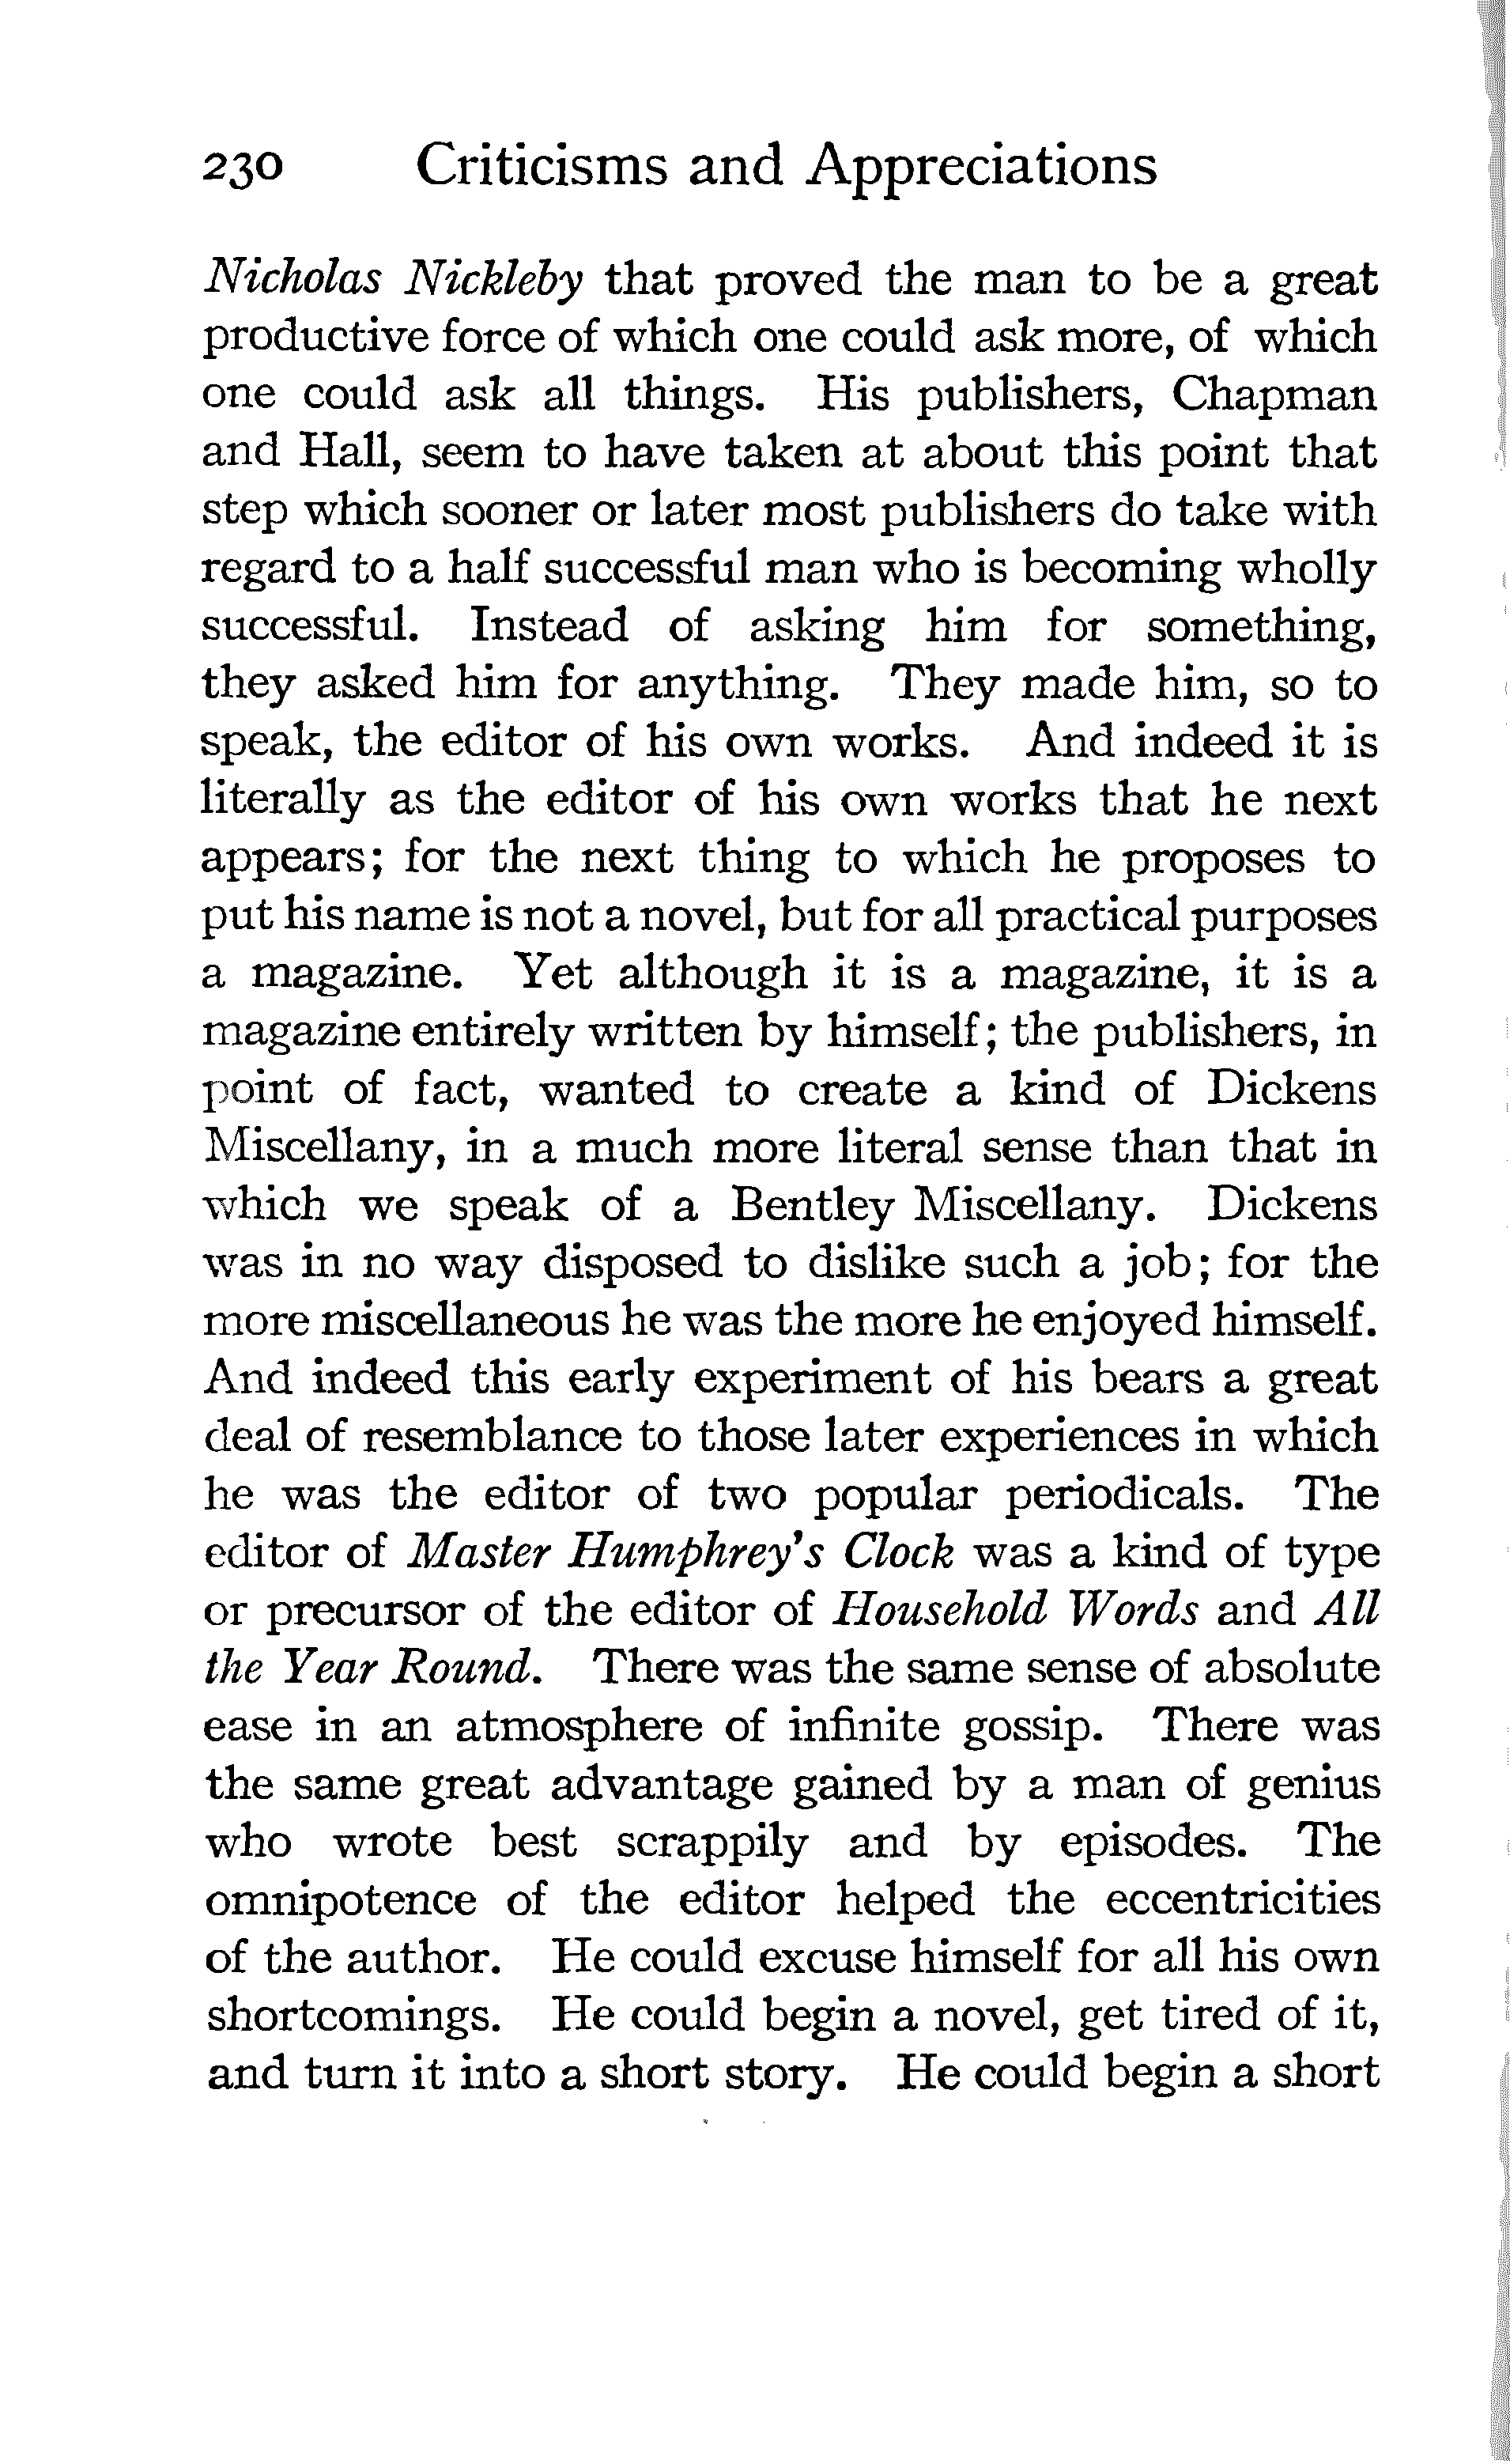 230 Criticisms and Appreciations
Nicholas Nickleby that proved the man to be a great
productive force of which one could ask more, of which
one could ask all things. His publishers, Chapman
and Hall, seem to have taken at about this point that
step which sooner or later most publishers do take with
regard to a half successful man who is becoming wholly
successful. Instead of asking him for something,
they asked him for anything. They made him, so to
speak, the editor of his own works. And indeed it is
literally as the editor of his own works that he next
appears; for the next thing to which he proposes to
put his name is not a novel, but for all practical purposes
a magazine. Yet although it is a magazine, it is a
magazine entirely written by himself; the publishers, in
point of fact, wanted to create a kind of Dickens
Miscellany, in a much more literal sense than that in
which we speak of a Bentley Miscellany. Dickens
was in no way disposed to dislike such a job; for the
more miscellaneous he was the more he enjoyed himself.
And indeed this early experiment of his bears a great
deal of resemblance to those later experiences in which
he was the editor of two popular periodicals. The
editor of Master Humphrey's Clock was a kind of type
or precursor of the editor of Household Words and All
the Year Round. There was the same sense of absolute
ease in an atmosphere of infinite gossip. There was
the same great advantage gained by a man of genius
who wrote best scrappily and by episodes. The
omnipotence of the editor helped the eccentricities
of the author. He could excuse himself for all his own
shortcomings. He could begin a novel, get tired of it,
and turn it into a short story. He could begin a short